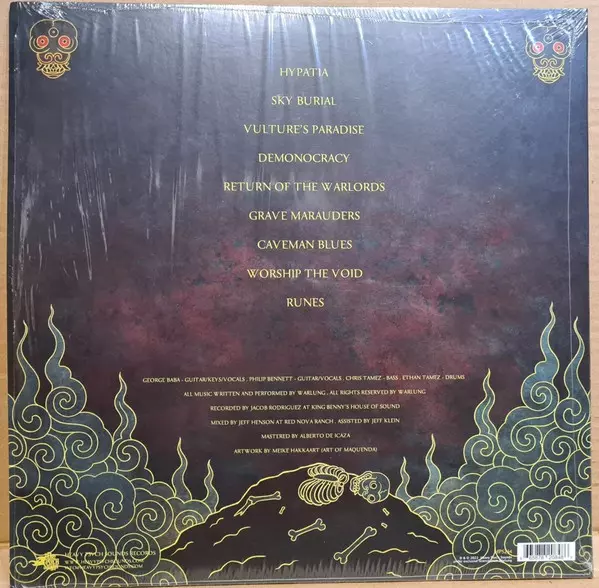 HYPATIA
SKY BURIAL
VULTURE'S PARADISE
DEMONOCRACY
RETURN OF THE WARLORDS
GRAVE MARAUDERS
CAVEMAN BLUES
WORSHIP THE VOID
RUNES
GEORGE BABA - GUITAR/KEYS/VOCALS . PHILIP BENNETT - GUITAR/VOCALS . CHRIS TAMEZ - BASS . ETHAN TAMEZ - DRUMS
ALL MUSIC WRITTEN AND PERFORMED BY WARLUNG . ALL RIGHTS RESERVED BY WARLUNG
RECORDED BY JACOB RODRIGUEZ AT KING BENNY'S HOUSE OF SOUND
MIXED BY JEFF HENSON AT RED NOVA RANCH . ASSISTED BY JEFF KLEIN
MASTERED BY ALBERTO DE ICAZA
ARTWORK BY MEIKE HAKKAART (ART OF MAQUENDA)
HEAVY PSYCH SOUNDS RECORDS